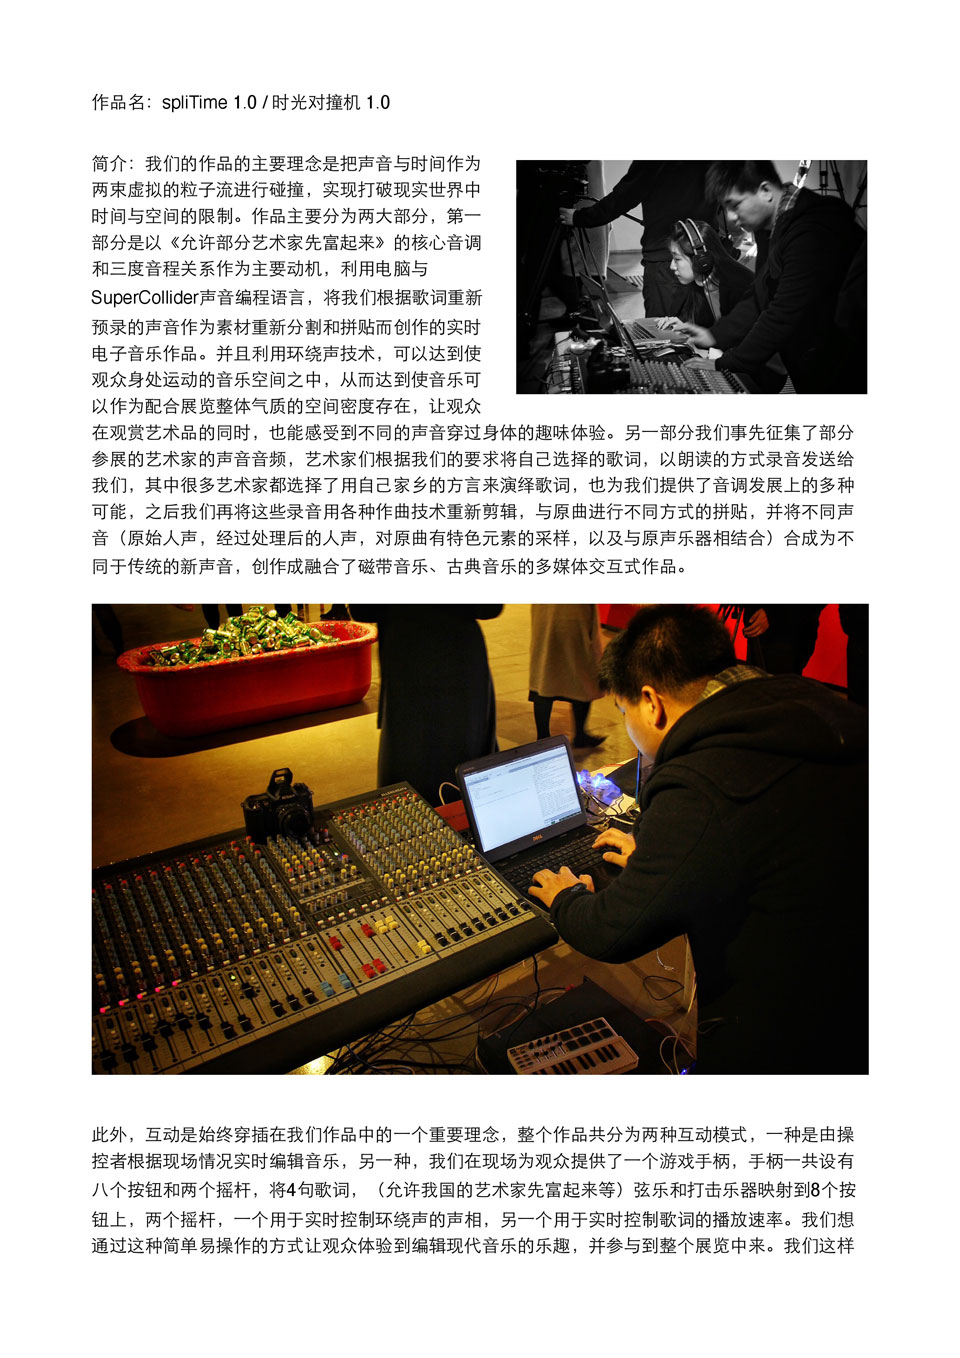 作品名：spliTime 1.0 / 时光对撞机 1.0
简介：我们的作品的主要理念是把声音与时间作为
两束虚拟的粒子流进行碰撞，实现打破现实世界中
时间与空间的限制。作品主要分为两大部分，第一
部分是以《允许部分艺术家先富起来》的核心音调
和三度音程关系作为主要动机，利用电脑与
SuperCollider声音编程语言，将我们根据歌词重新
预录的声音作为素材重新分割和拼贴而创作的实时
电子音乐作品。并且利用环绕声技术，可以达到使
观众身处运动的音乐空间之中，从而达到使音乐可
以作为配合展览整体气质的空间密度存在，让观众
在观赏艺术品的同时，也能感受到不同的声音穿过身体的趣味体验。另一部分我们事先征集了部分
参展的艺术家的声音音频，艺术家们根据我们的要求将自己选择的歌词，以朗读的方式录音发送给
我们，其中很多艺术家都选择了用自己家乡的方言来演绎歌词，也为我们提供了音调发展上的多种
可能，之后我们再将这些录音用各种作曲技术重新剪辑，与原曲进行不同方式的拼贴，并将不同声
音（原始人声，经过处理后的人声，对原曲有特色元素的采样，以及与原声乐器相结合）合成为不
同于传统的新声音，创作成融合了磁带音乐、古典音乐的多媒体交互式作品。
DELL
此外，互动是始终穿插在我们作品中的一个重要理念，整个作品共分为两种互动模式，一种是由操
控者根据现场情况实时编辑音乐，另一种，我们在现场为观众提供了一个游戏手柄，手柄一共设有
八个按钮和两个摇杆，将4句歌词，（允许我国的艺术家先富起来等）弦乐和打击乐器映射到8个按
钮上，两个摇杆，一个用于实时控制环绕声的声相，另一个用于实时控制歌词的播放速率。我们想
通过这种简单易操作的方式让观众体验到编辑现代音乐的乐趣，并参与到整个展览中来。我们这样